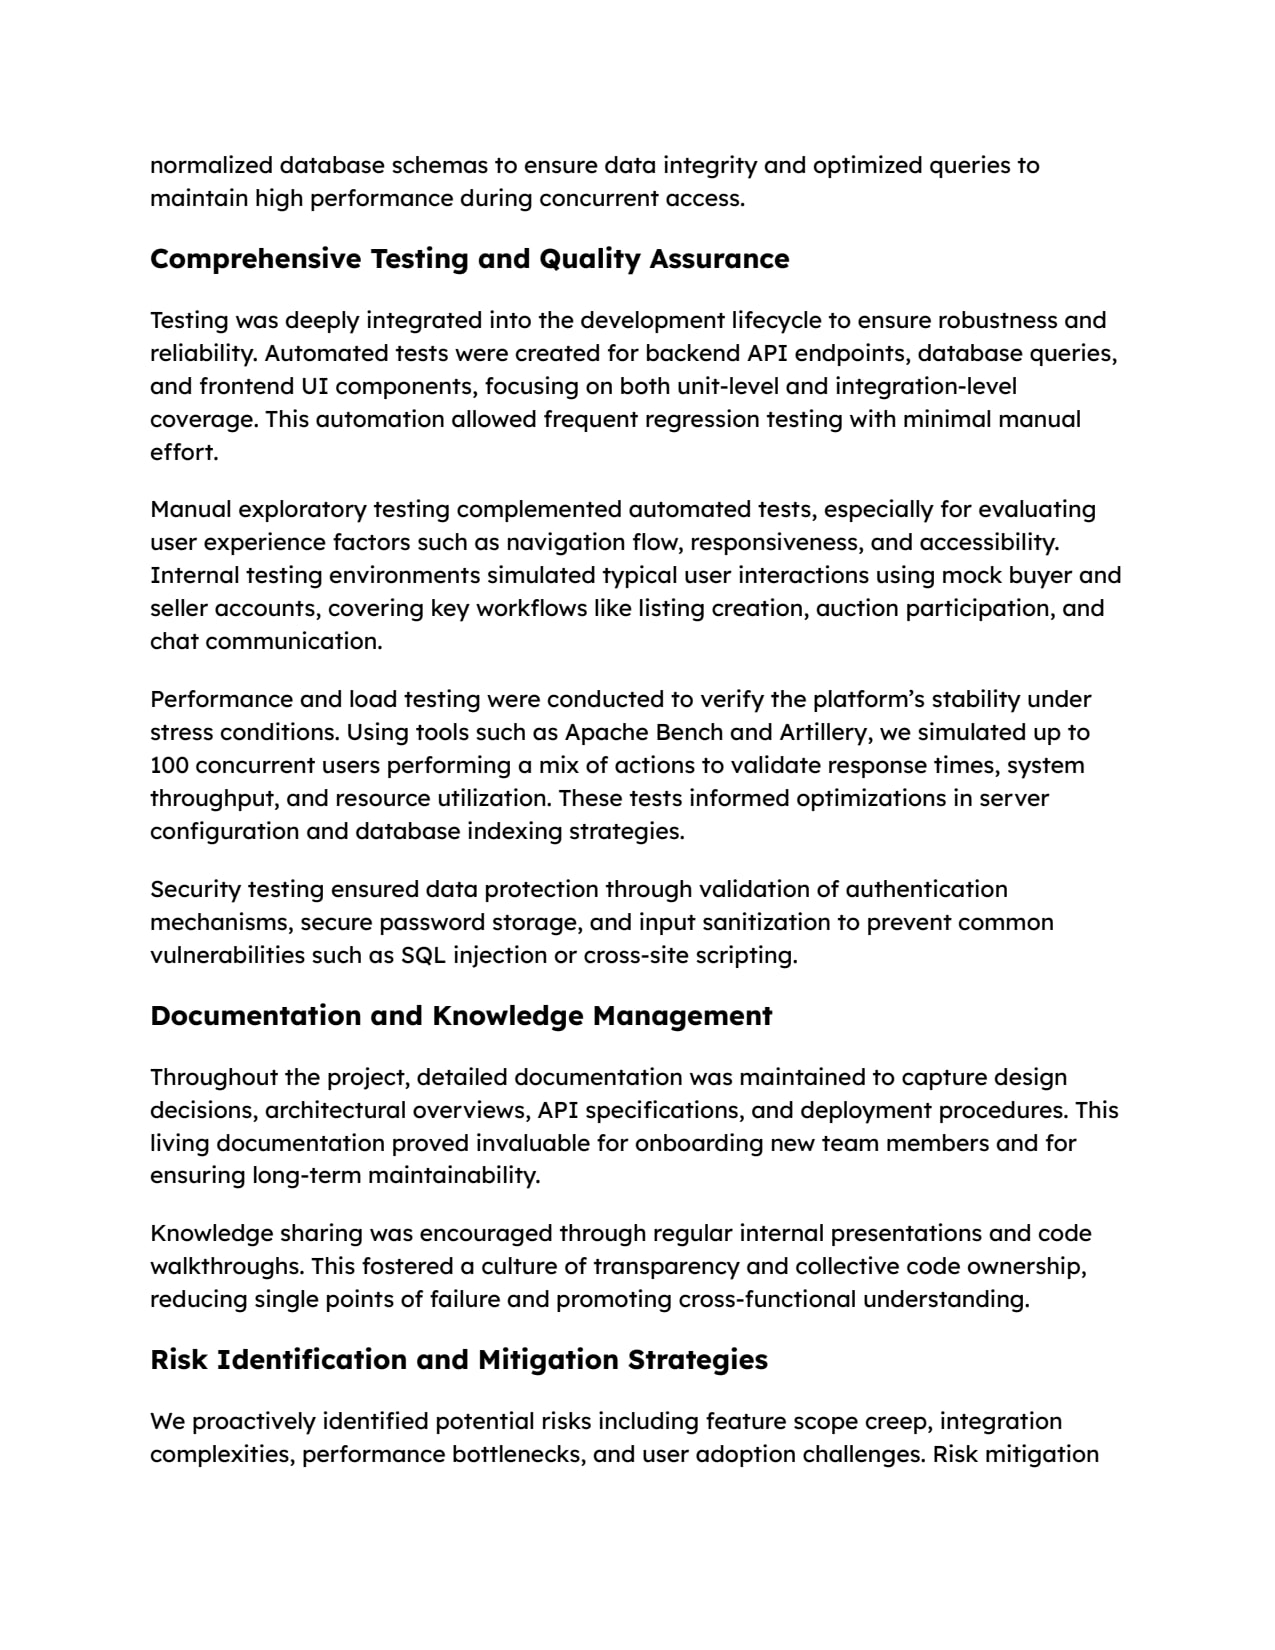 normalized database schemas to ensure data integrity and optimized queries to
maintain high performance during concurrent access.
Comprehensive Testing and Quality Assurance
Testing was deeply integrated into the development lifecycle to ensure robustness and
reliability. Automated tests were created for backend API endpoints, database queries,
and frontend UI components, focusing on both unit-level and integration-level
coverage. This automation allowed frequent regression testing with minimal manual
effort.
Manual exploratory testing complemented automated tests, especially for evaluating
user experience factors such as navigation flow, responsiveness, and accessibility.
Internal testing environments simulated typical user interactions using mock buyer and
seller accounts, covering key workflows like listing creation, auction participation, and
chat communication.
Performance and load testing were conducted to verify the platform’s stability under
stress conditions. Using tools such as Apache Bench and Artillery, we simulated up to
100 concurrent users performing a mix of actions to validate response times, system
throughput, and resource utilization. These tests informed optimizations in server
configuration and database indexing strategies.
Security testing ensured data protection through validation of authentication
mechanisms, secure password storage, and input sanitization to prevent common
vulnerabilities such as SQL injection or cross-site scripting.
Documentation and Knowledge Management
Throughout the project, detailed documentation was maintained to capture design
decisions, architectural overviews, API specifications, and deployment procedures. This
living documentation proved invaluable for onboarding new team members and for
ensuring long-term maintainability.
Knowledge sharing was encouraged through regular internal presentations and code
walkthroughs. This fostered a culture of transparency and collective code ownership,
reducing single points of failure and promoting cross-functional understanding.
Risk Identification and Mitigation Strategies
We proactively identified potential risks including feature scope creep, integration
complexities, performance bottlenecks, and user adoption challenges. Risk mitigation